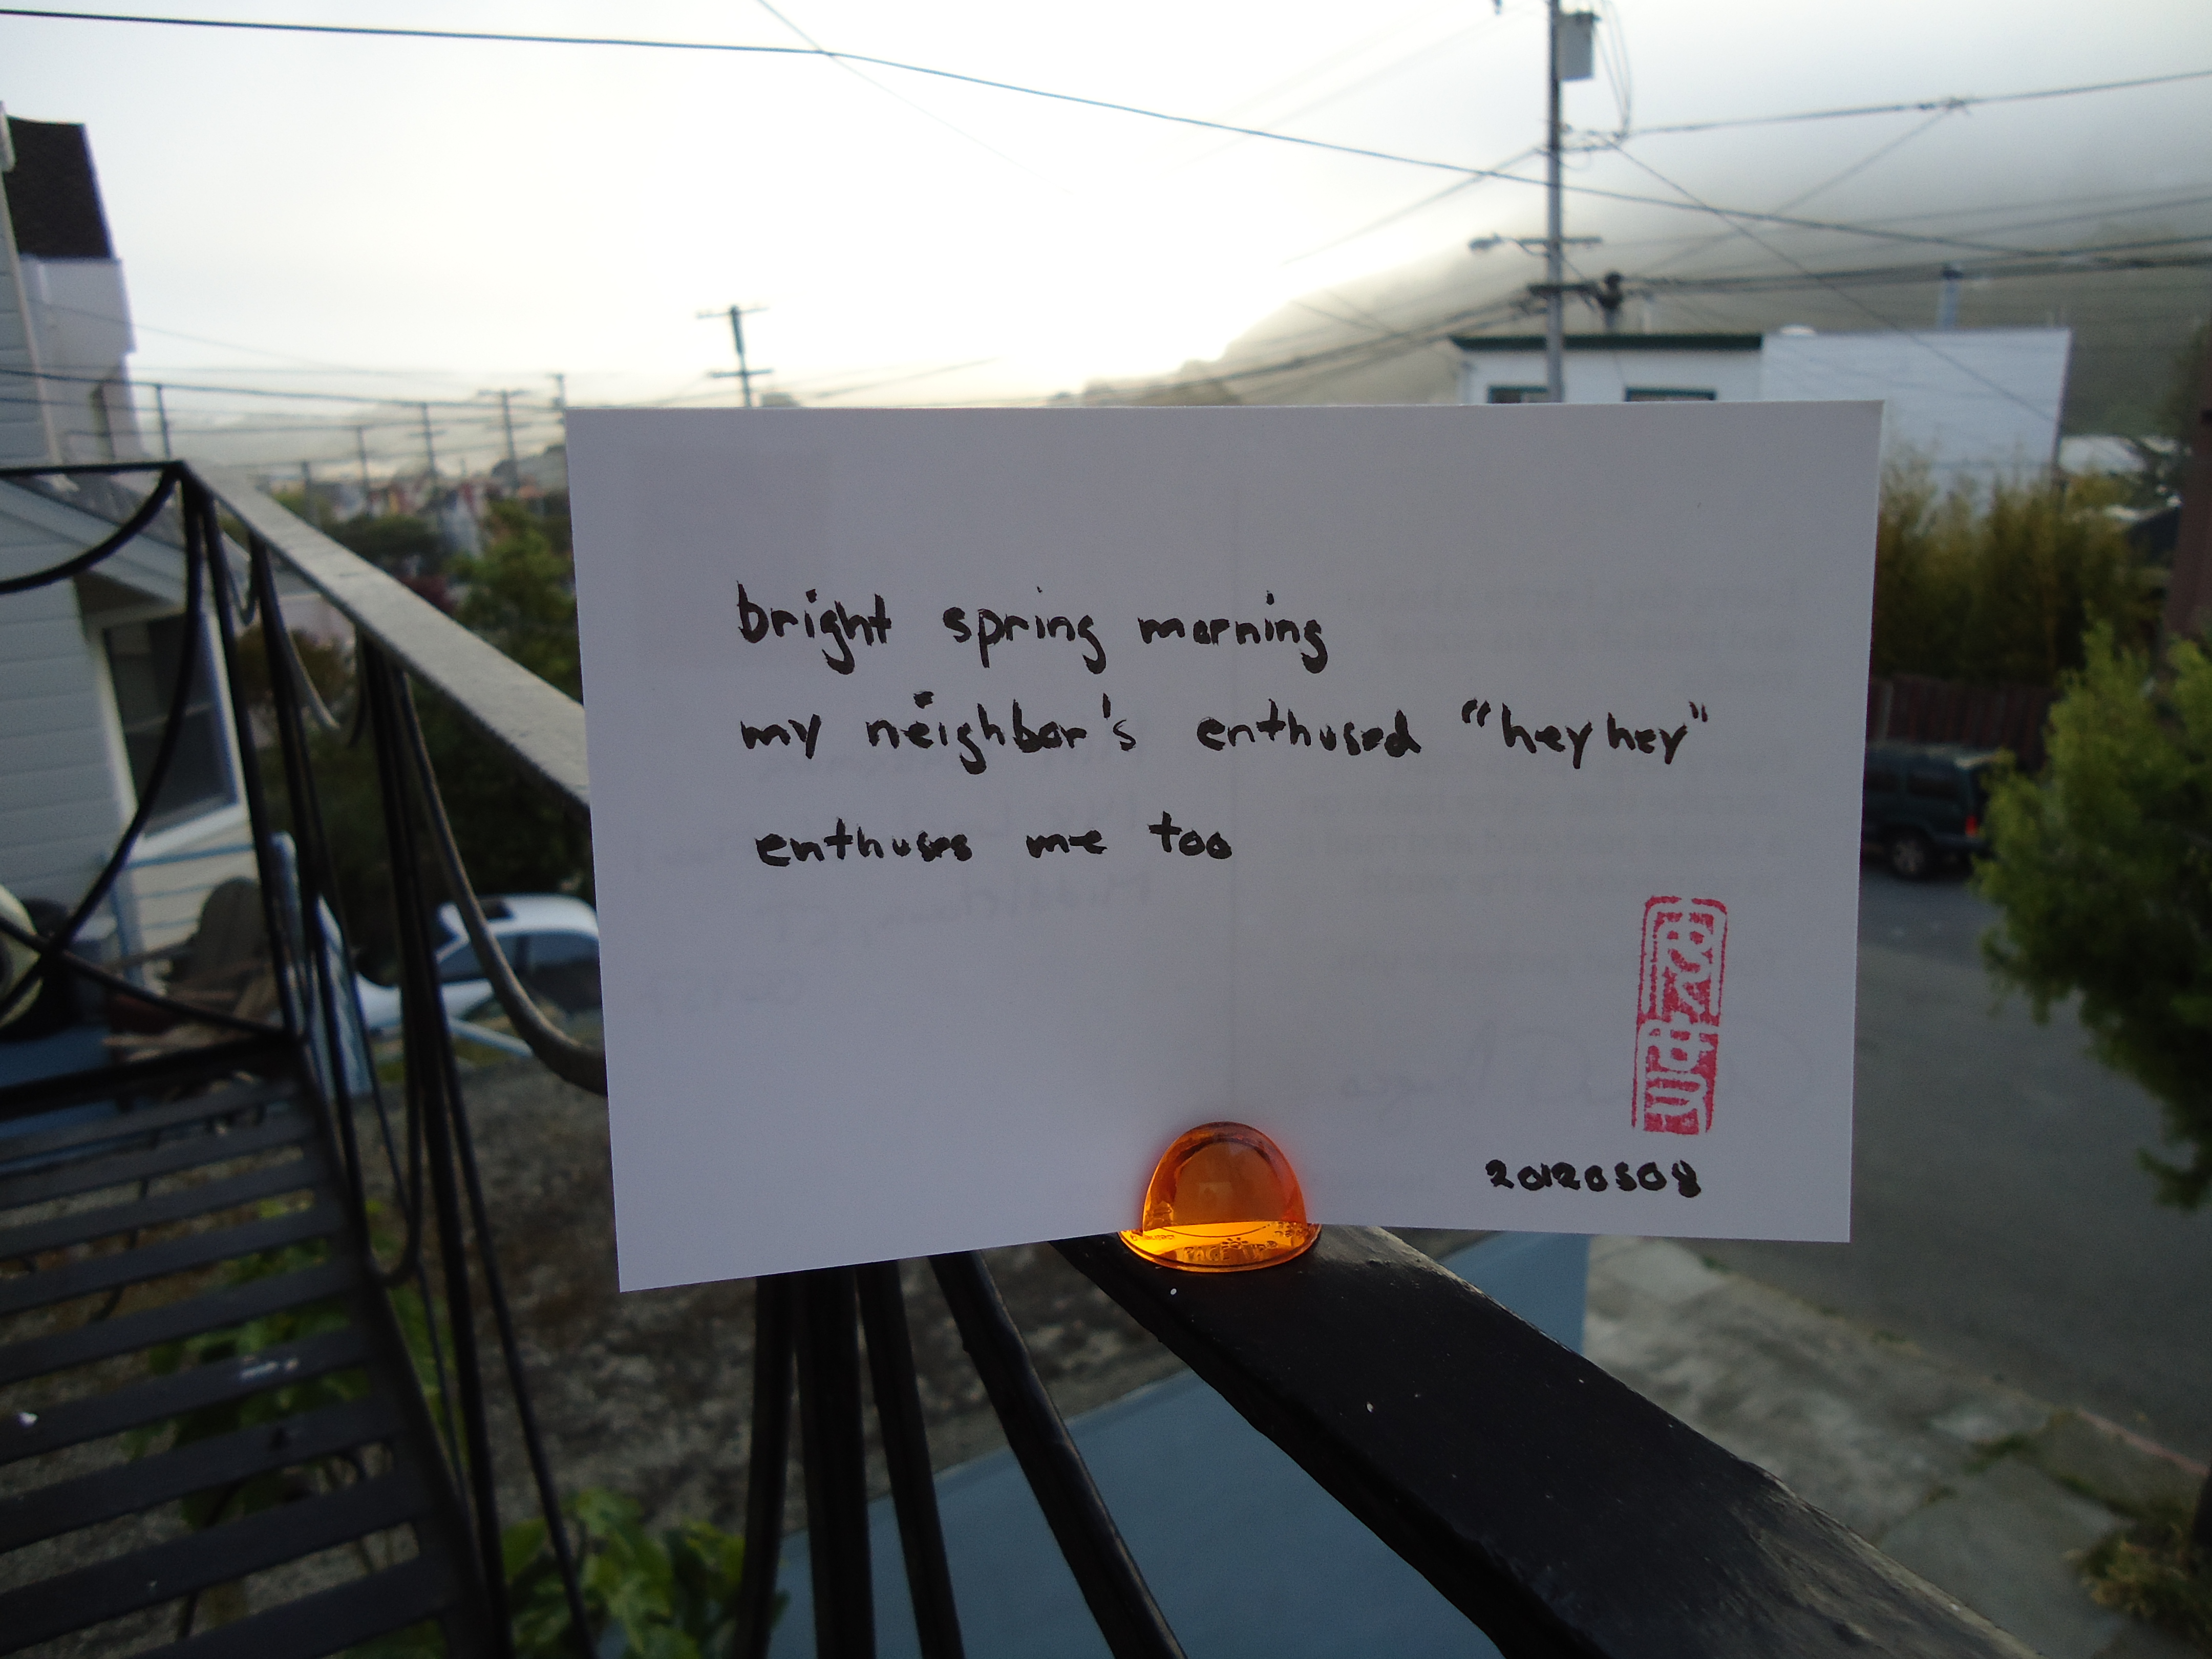 bright spring morning
my neighbor's enthused "hey hey"
enthuses me too
20120508